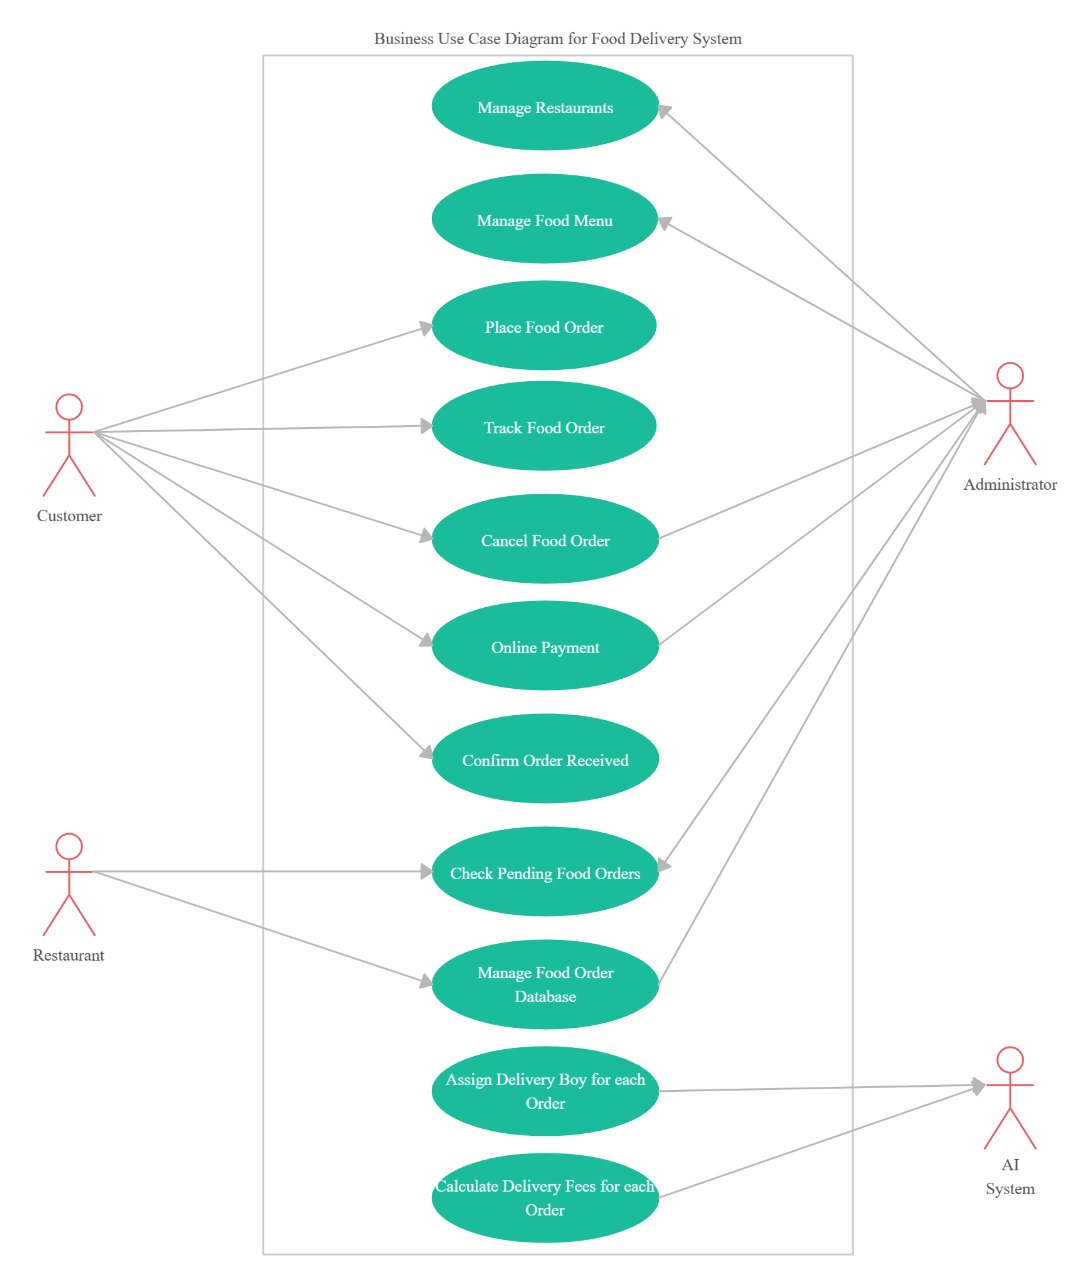 Business Use Case Diagram for Food Delivery System
Manage Restaurants
Manage Food Menu
Place Food Order
Track Food Order
Cancel Food Order
Online Payment
Confirm Order Received
Check Pending Food Orders
Manage Food Order
Database
Assign Delivery Boy for each
Order
Calculate Delivery Fees for each
Order
Customer
Restaurant
Administrator
AI
System